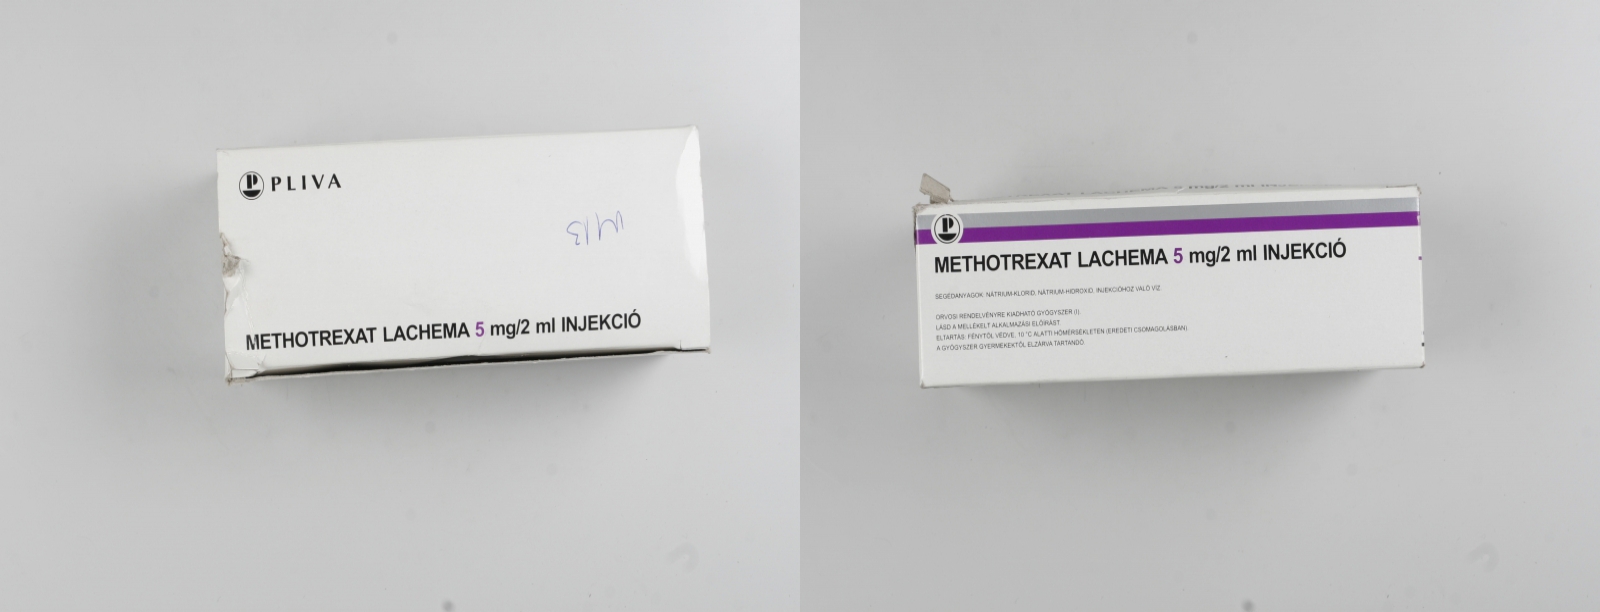 PLIVA
METHOTREXAT LACHEMA 5 mg/2 ml INJEKCIÓ
METHOTREXAT LACHEMA 5 mg/2 ml INJEKCIÓ
SEGÉDANYAGOK: NÁTRIUM-KLORID, NÁTRIUM-HIDROXID, INJEKCIÓHOZ VALÓ VÍZ.
ORVOSI RENDELVÉNYRE KIADHATÓ GYÓGYSZER (I).
LÁSD A MELLÉKELT ALKALMAZÁSI ELŐÍRÁST.
ELTARTÁS: FÉNYTŐL VÉDVE, 10 °C ALATTI HŐMÉRSÉKLETEN (EREDETI CSOMAGOLÁSBAN).
A GYÓGYSZER GYERMEKEKTŐL ELZÁRVA TARTANDÓ.